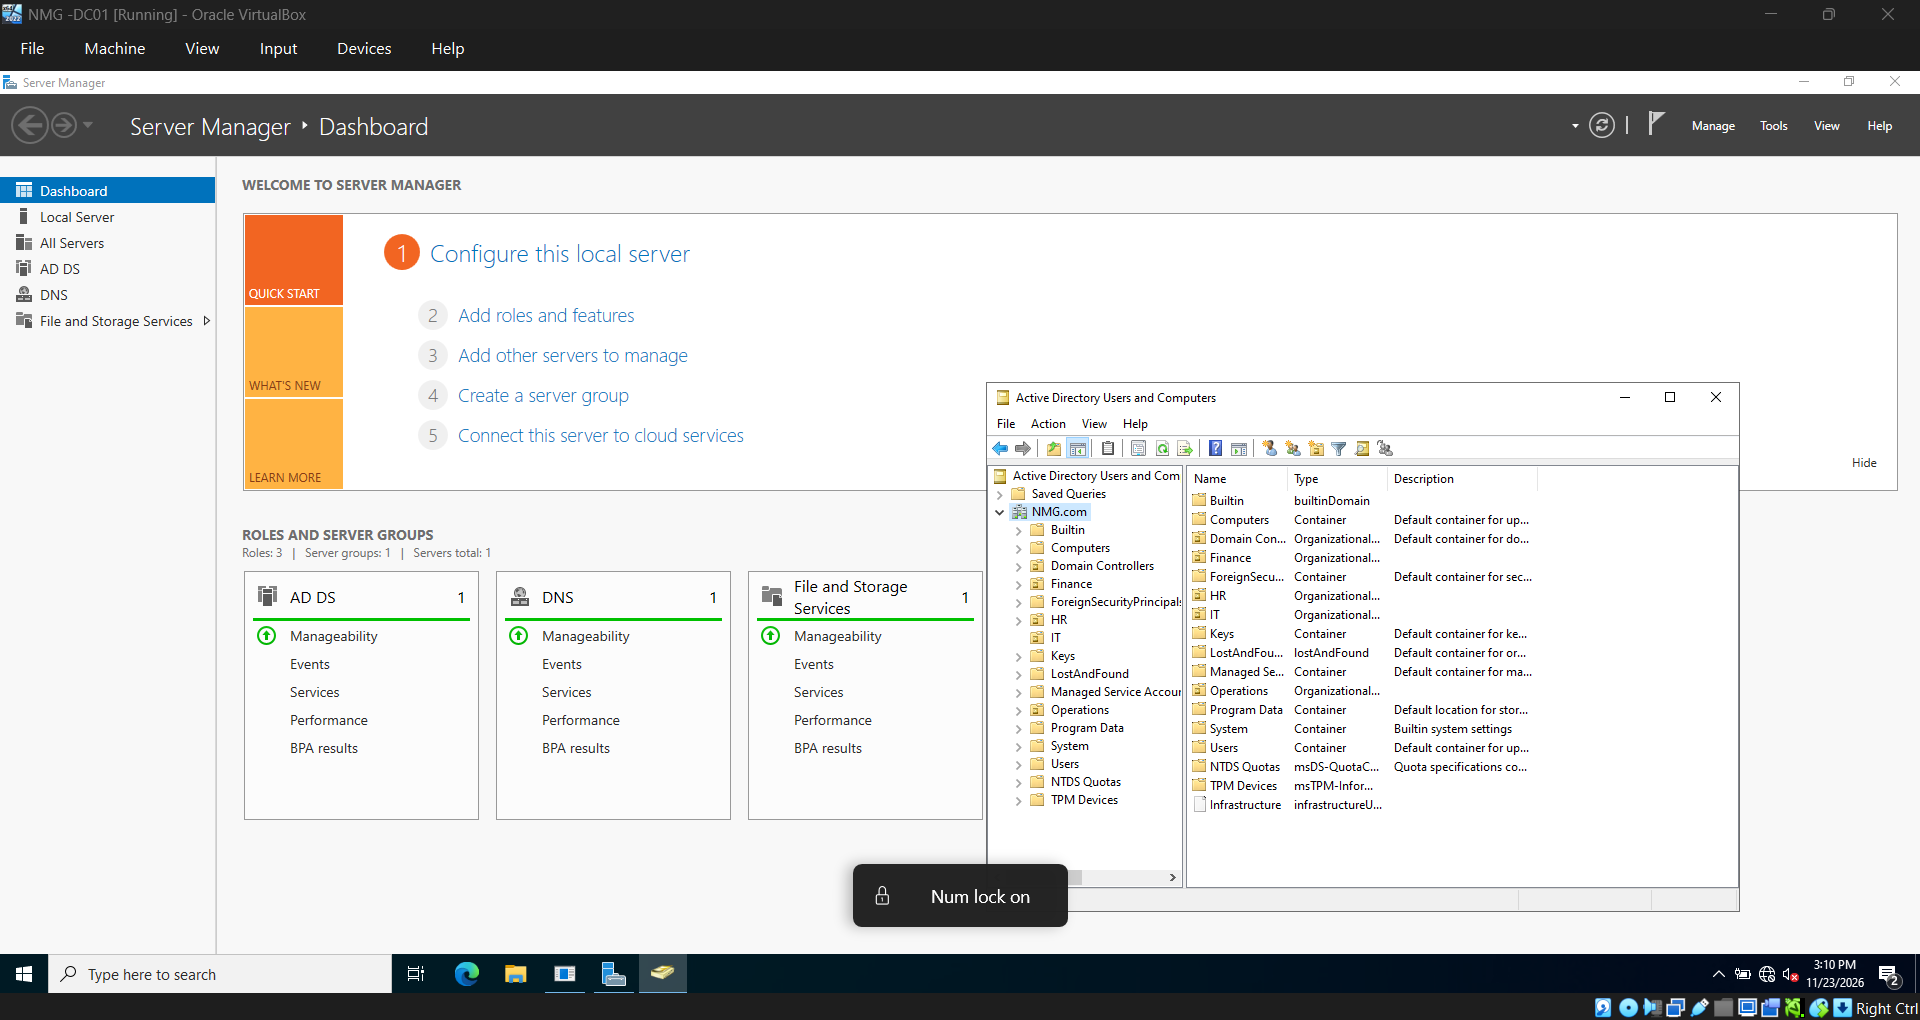 NMG -DC01 [Running] - Oracle VirtualBox
File Machine View Input Devices Help
Server Manager
Server Manager ‣ Dashboard
Manage Tools View Help
Dashboard
Local Server
All Servers
AD DS
DNS
File and Storage Services
WELCOME TO SERVER MANAGER
QUICK START
WHAT'S NEW
LEARN MORE
1 Configure this local server
2 Add roles and features
3 Add other servers to manage
4 Create a server group
5 Connect this server to cloud services
Hide
ROLES AND SERVER GROUPS
Roles: 3 | Server groups: 1 | Servers total: 1
AD DS 1
Manageability
Events
Services
Performance
BPA results
DNS 1
Manageability
Events
Services
Performance
BPA results
File and Storage
Services 1
Manageability
Events
Services
Performance
BPA results
Active Directory Users and Computers
File Action View Help
Active Directory Users and Com
Saved Queries
NMG.com
Builtin
Computers
Domain Controllers
Finance
ForeignSecurityPrincipals
HR
IT
Keys
LostAndFound
Managed Service Accour
Operations
Program Data
System
Users
NTDS Quotas
TPM Devices
Name Type Description
Builtin builtinDomain
Computers Container Default container for up...
Domain Con... Organizational... Default container for do...
Finance Organizational...
ForeignSecu... Container Default container for sec...
HR Organizational...
IT Organizational...
Keys Container Default container for ke...
LostAndFou... lostAndFound Default container for or...
Managed Se... Container Default container for ma...
Operations Organizational...
Program Data Container Default location for stor...
System Container Builtin system settings
Users Container Default container for up...
NTDS Quotas msDS-QuotaC... Quota specifications co...
TPM Devices msTPM-Infor...
Infrastructure infrastructureU...
Num lock on
Type here to search
3:10 PM
11/23/2026
2
Right Ctrl